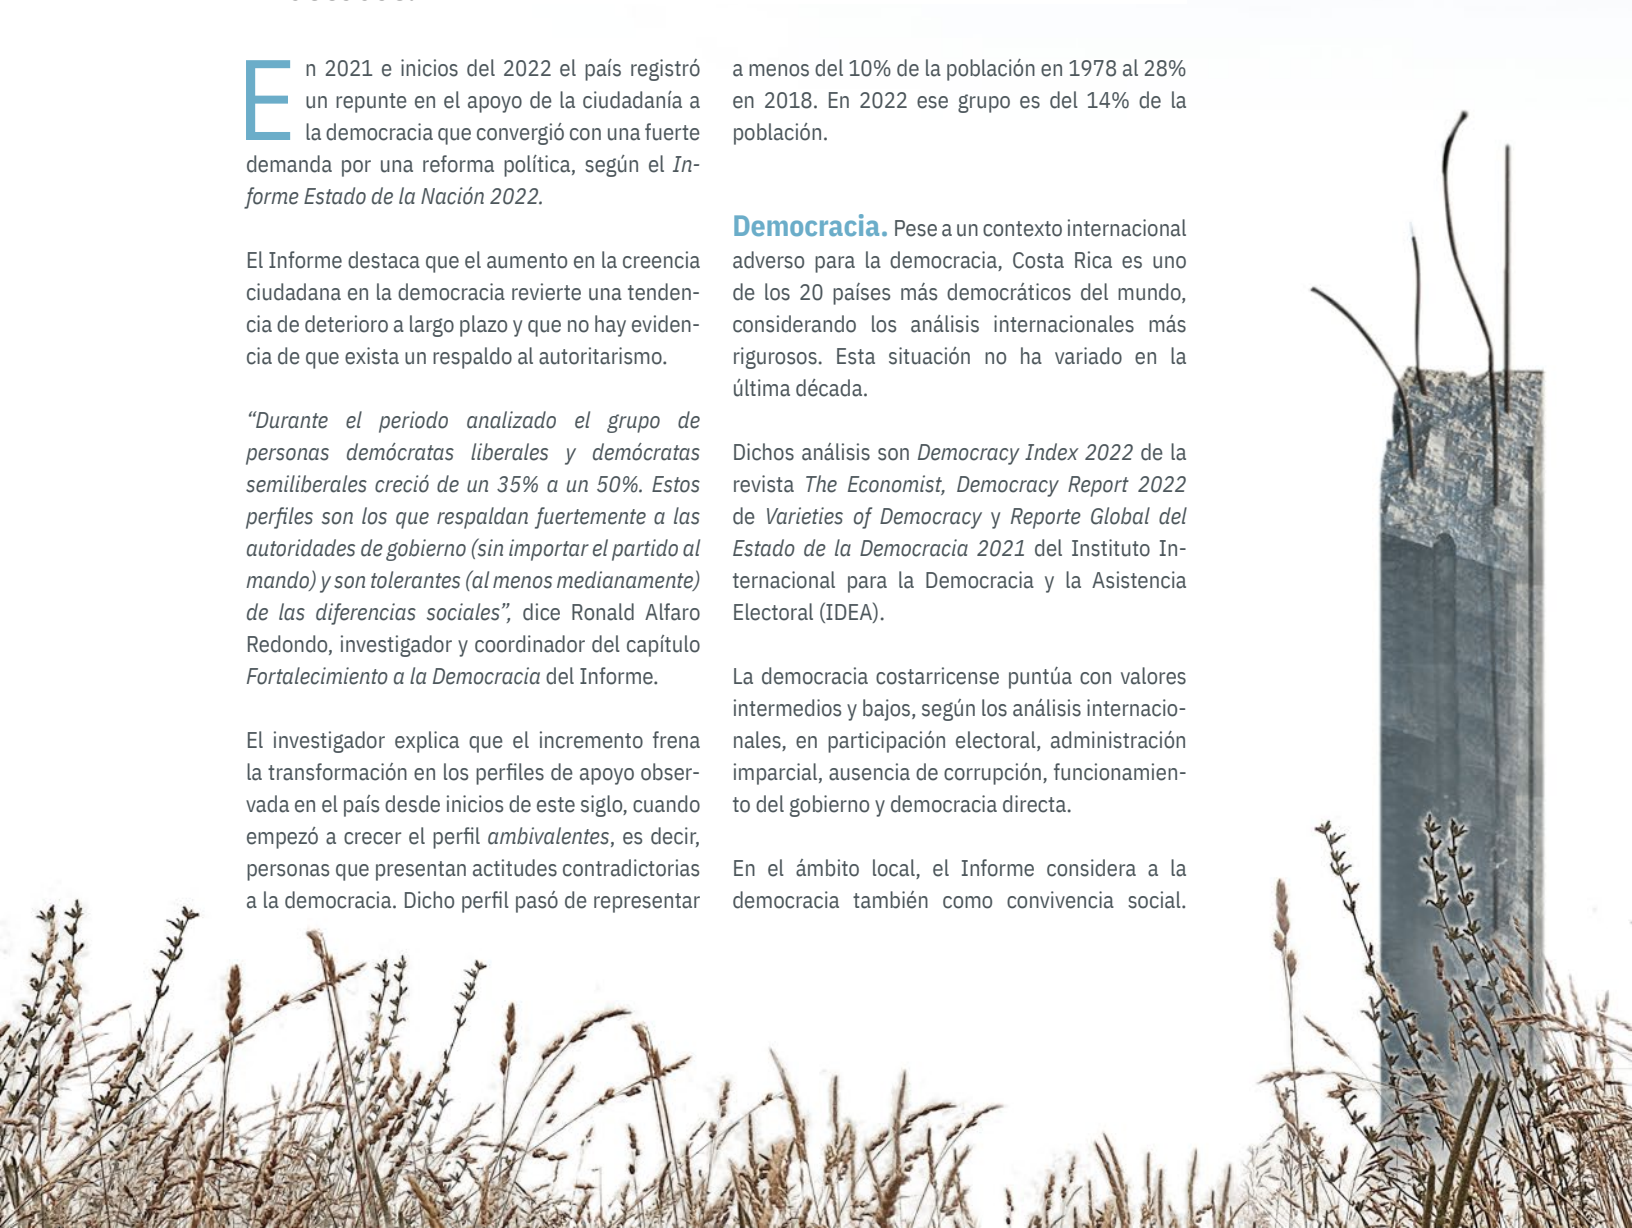 En 2021 e inicios del 2022 el país registró
un repunte en el apoyo de la ciudadanía a
la democracia que convergió con una fuerte
demanda por una reforma política, según el In-
forme Estado de la Nación 2022.
El Informe destaca que el aumento en la creencia
ciudadana en la democracia revierte una tenden-
cia de deterioro a largo plazo y que no hay eviden-
cia de que exista un respaldo al autoritarismo.
“Durante el periodo analizado el grupo de
personas demócratas liberales y demócratas
semiliberales creció de un 35% a un 50%. Estos
perfiles son los que respaldan fuertemente a las
autoridades de gobierno (sin importar el partido al
mando) y son tolerantes (al menos medianamente)
de las diferencias sociales”, dice Ronald Alfaro
Redondo, investigador y coordinador del capítulo
Fortalecimiento a la Democracia del Informe.
El investigador explica que el incremento frena
la transformación en los perfiles de apoyo obser-
vada en el país desde inicios de este siglo, cuando
empezó a crecer el perfil ambivalentes, es decir,
personas que presentan actitudes contradictorias
a la democracia. Dicho perfil pasó de representar
a menos del 10% de la población en 1978 al 28%
en 2018. En 2022 ese grupo es del 14% de la
población.
Democracia. Pese a un contexto internacional
adverso para la democracia, Costa Rica es uno
de los 20 países más democráticos del mundo,
considerando los análisis internacionales más
rigurosos. Esta situación no ha variado en la
última década.
Dichos análisis son Democracy Index 2022 de la
revista The Economist, Democracy Report 2022
de Varieties of Democracy y Reporte Global del
Estado de la Democracia 2021 del Instituto In-
ternacional para la Democracia y la Asistencia
Electoral (IDEA).
La democracia costarricense puntúa con valores
intermedios y bajos, según los análisis internacio-
nales, en participación electoral, administración
imparcial, ausencia de corrupción, funcionamien-
to del gobierno y democracia directa.
En el ámbito local, el Informe considera a la
democracia también como convivencia social.